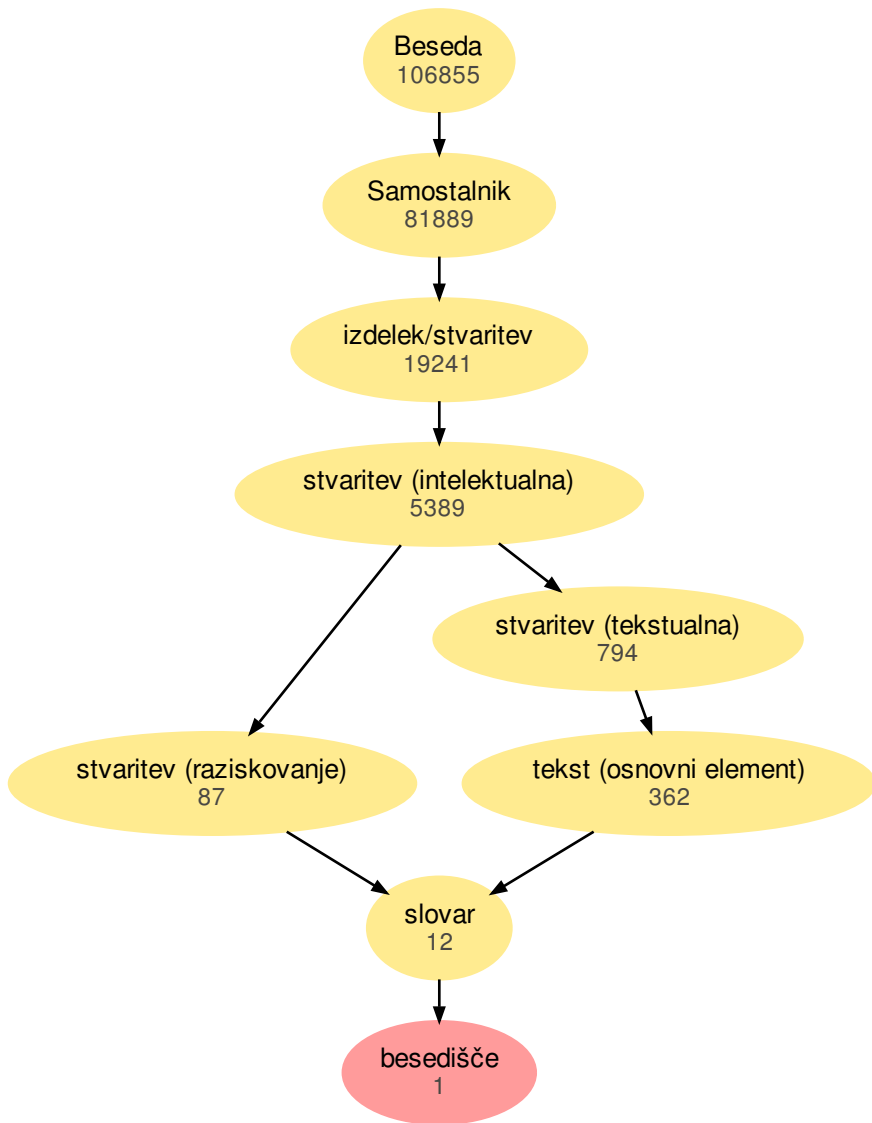 Beseda
106855
Samostalnik
81889
izdelek/stvaritev
19241
stvaritev (intelektualna)
5389
stvaritev (tekstualna)
794
stvaritev (raziskovanje)
87
tekst (osnovni element)
362
slovar
12
besedišče
1